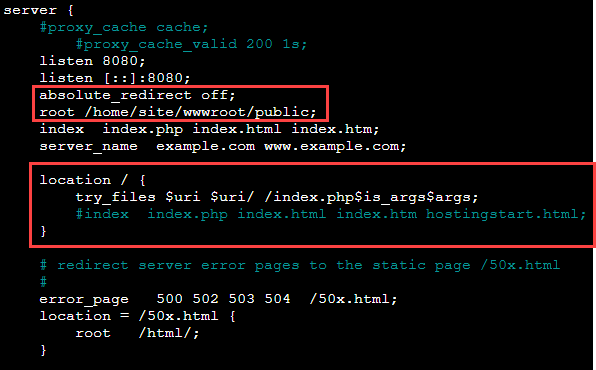 server {
#proxy_cache cache;
#proxy_cache_valid 200 1s;
listen 8080;
listen [::]:8080;
absolute_redirect off;
root /home/site/wwwroot/public;
index  index.php index.html index.htm;
server_name  example.com www.example.com;
location / {
try_files $uri $uri/ /index.php$is_args$args;
#index  index.php index.html index.htm hostingstart.html;
}
# redirect server error pages to the static page /50x.html
#
error_page   500 502 503 504  /50x.html;
location = /50x.html {
root   /html/;
}